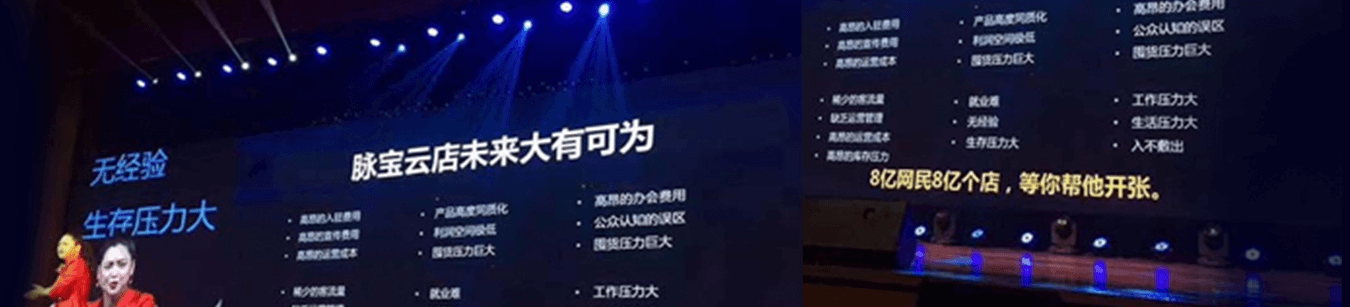 无经验
生存压力大
脉宝云店未来大有可为
高昂的入驻费用
高昂的宣传费用
高昂的运营成本
产品高度同质化
利润空间极低
囤货压力巨大
高昂的办会费用
公众认知的误区
囤货压力巨大
稀少的客流量
就业难
工作压力大
高昂的入驻费用
高昂的宣传费用
高昂的运营成本
产品高度同质化
利润空间极低
囤货压力巨大
高昂的办会费用
公众认知的误区
囤货压力巨大
稀少的客流量
缺乏运营管理
高昂的运营成本
高昂的库存压力
就业难
无经验
生存压力大
工作压力大
生活压力大
入不敷出
8亿网民8亿个店，等你帮他开张。